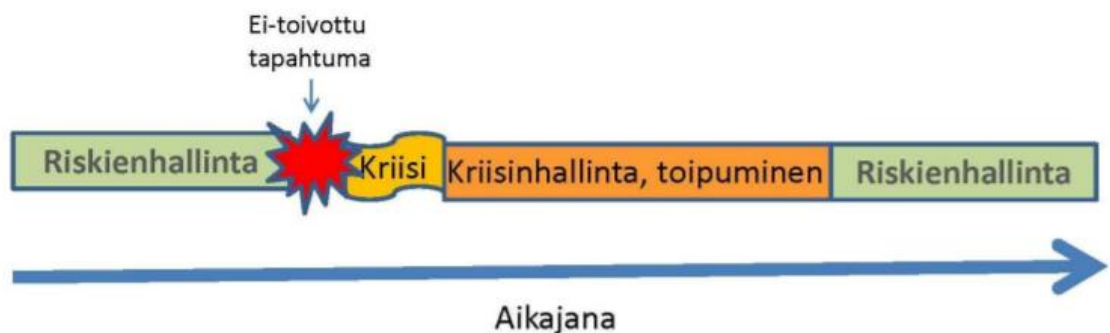 Ei-toivottu
tapahtuma
Riskienhallinta
Kriisi
Kriisinhallinta, toipuminen
Riskienhallinta
Aikajana